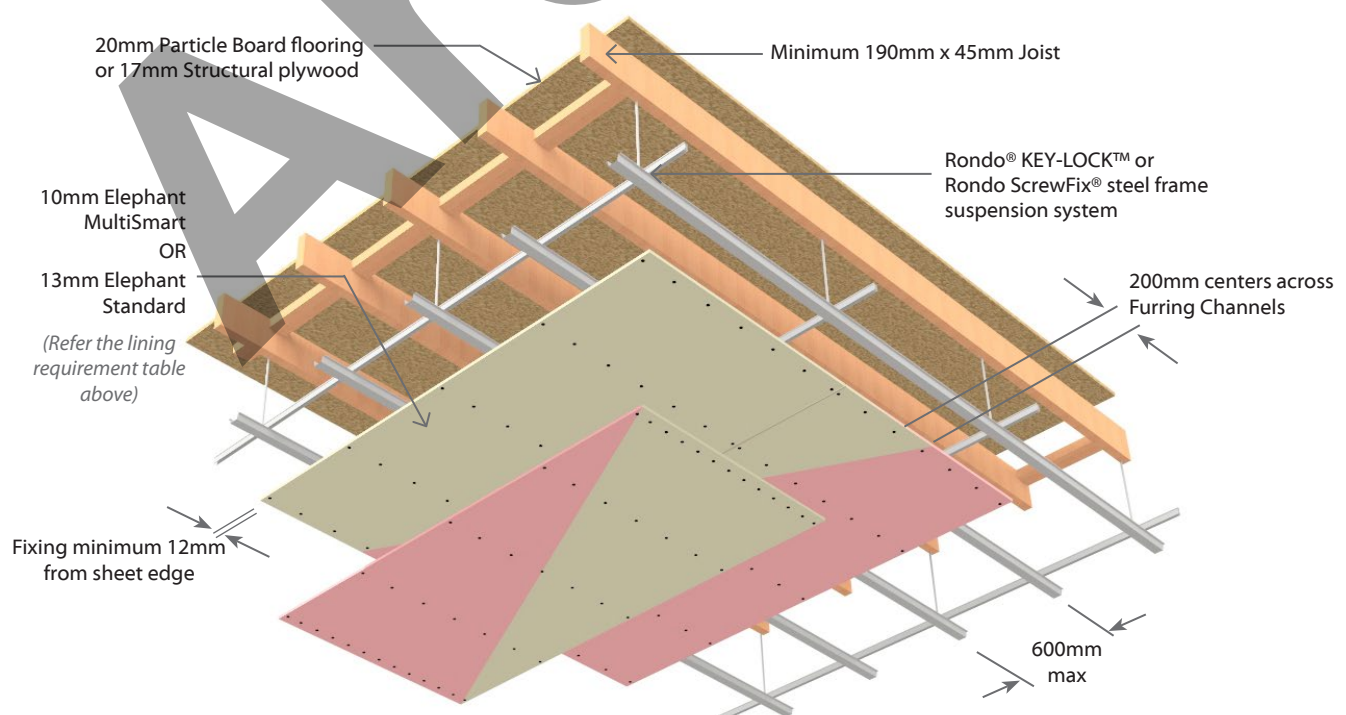 20mm Particle Board flooring
or 17mm Structural plywood
Minimum 190mm x 45mm Joist
Rondo® KEY-LOCK™ or
Rondo ScrewFix® steel frame
suspension system
10mm Elephant
MultiSmart
OR
13mm Elephant
Standard
(Refer the lining
requirement table
above)
200mm centers across
Furring Channels
Fixing minimum 12mm
from sheet edge
600mm
max